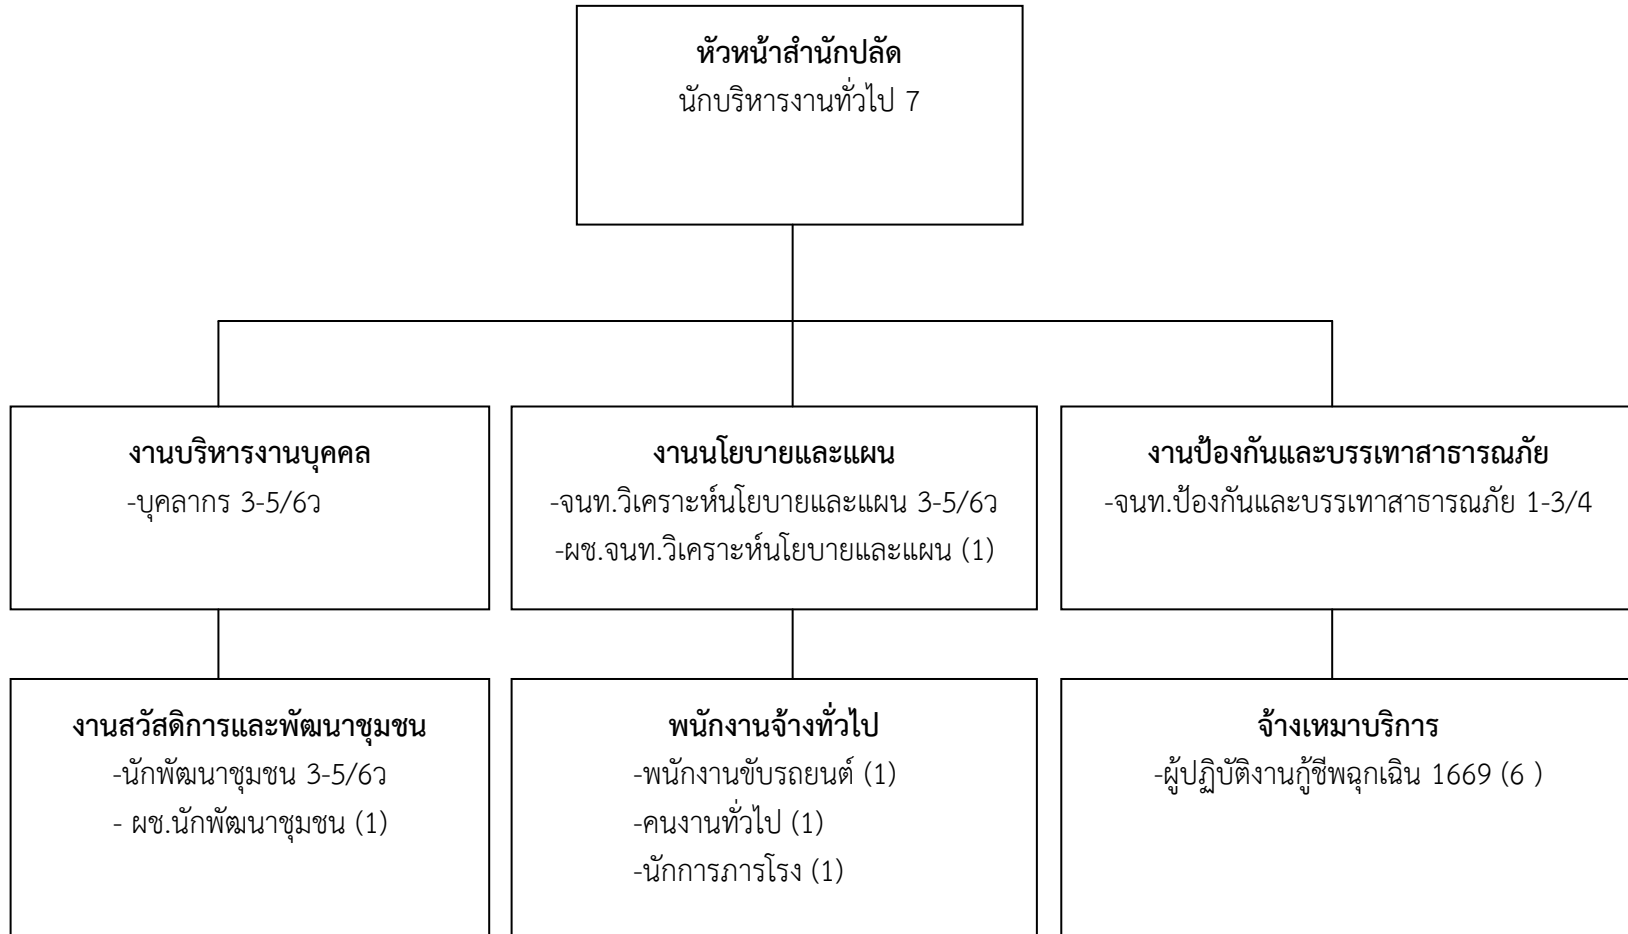 หัวหน้าสำนักปลัด
นักบริหารงานทั่วไป 7
งานบริหารงานบุคคล
-บุคลากร 3-5/6ว
งานนโยบายและแผน
-จนท.วิเคราะห์นโยบายและแผน 3-5/6ว
-ผช.จนท.วิเคราะห์นโยบายและแผน (1)
งานป้องกันและบรรเทาสาธารณภัย
-จนท.ป้องกันและบรรเทาสาธารณภัย 1-3/4
งานสวัสดิการและพัฒนาชุมชน
-นักพัฒนาชุมชน 3-5/6ว
- ผช.นักพัฒนาชุมชน (1)
พนักงานจ้างทั่วไป
-พนักงานขับรถยนต์ (1)
-คนงานทั่วไป (1)
-นักการภารโรง (1)
จ้างเหมาบริการ
-ผู้ปฏิบัติงานกู้ชีพฉุกเฉิน 1669 (6 )